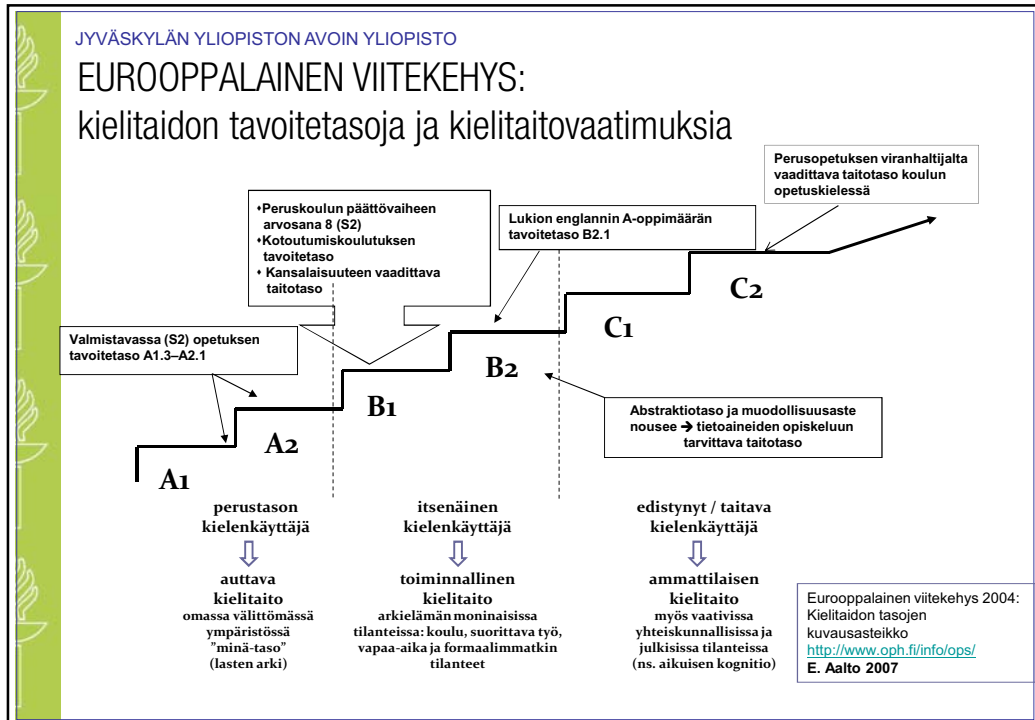 JYVÄSKYLÄN YLIOPISTON AVOIN YLIOPISTO
EUROOPPALAINEN VIITEKEHYS:
kielitaidon tavoitetasoja ja kielitaitovaatimuksia
Perusopetuksen viranhaltijalta
vaadittava taitotaso koulun
opetuskielessä
•Peruskoulun päättövaiheen
arvosana 8 (S2)
•Kotoutumiskoulutuksen
tavoitetaso
• Kansalaisuuteen vaadittava
taitotaso
Lukion englannin A-oppimäärän
tavoitetaso B2.1
Valmistavassa (S2) opetuksen
tavoitetaso A1.3–A2.1
A1
A2
B1
B2
C1
C2
Abstraktiotaso ja muodollisuusaste
nousee → tietoaineiden opiskeluun
tarvittava taitotaso
perustason
kielenkäyttäjä
auttava
kielitaito
omassa välittömässä
ympäristössä
"minä-taso"
(lasten arki)
itsenäinen
kielenkäyttäjä
toiminnallinen
kielitaito
arkielämän moninaisissa
tilanteissa: koulu, suorittava työ,
vapaa-aika ja formaalimmatkin
tilanteet
edistynyt / taitava
kielenkäyttäjä
ammattilaisen
kielitaito
myös vaativissa
yhteiskunnallisissa ja
julkisissa tilanteissa
(ns. aikuisen kognitio)
Eurooppalainen viitekehys 2004:
Kielitaidon tasojen
kuvausasteikko
http://www.oph.fi/info/ops/
E. Aalto 2007